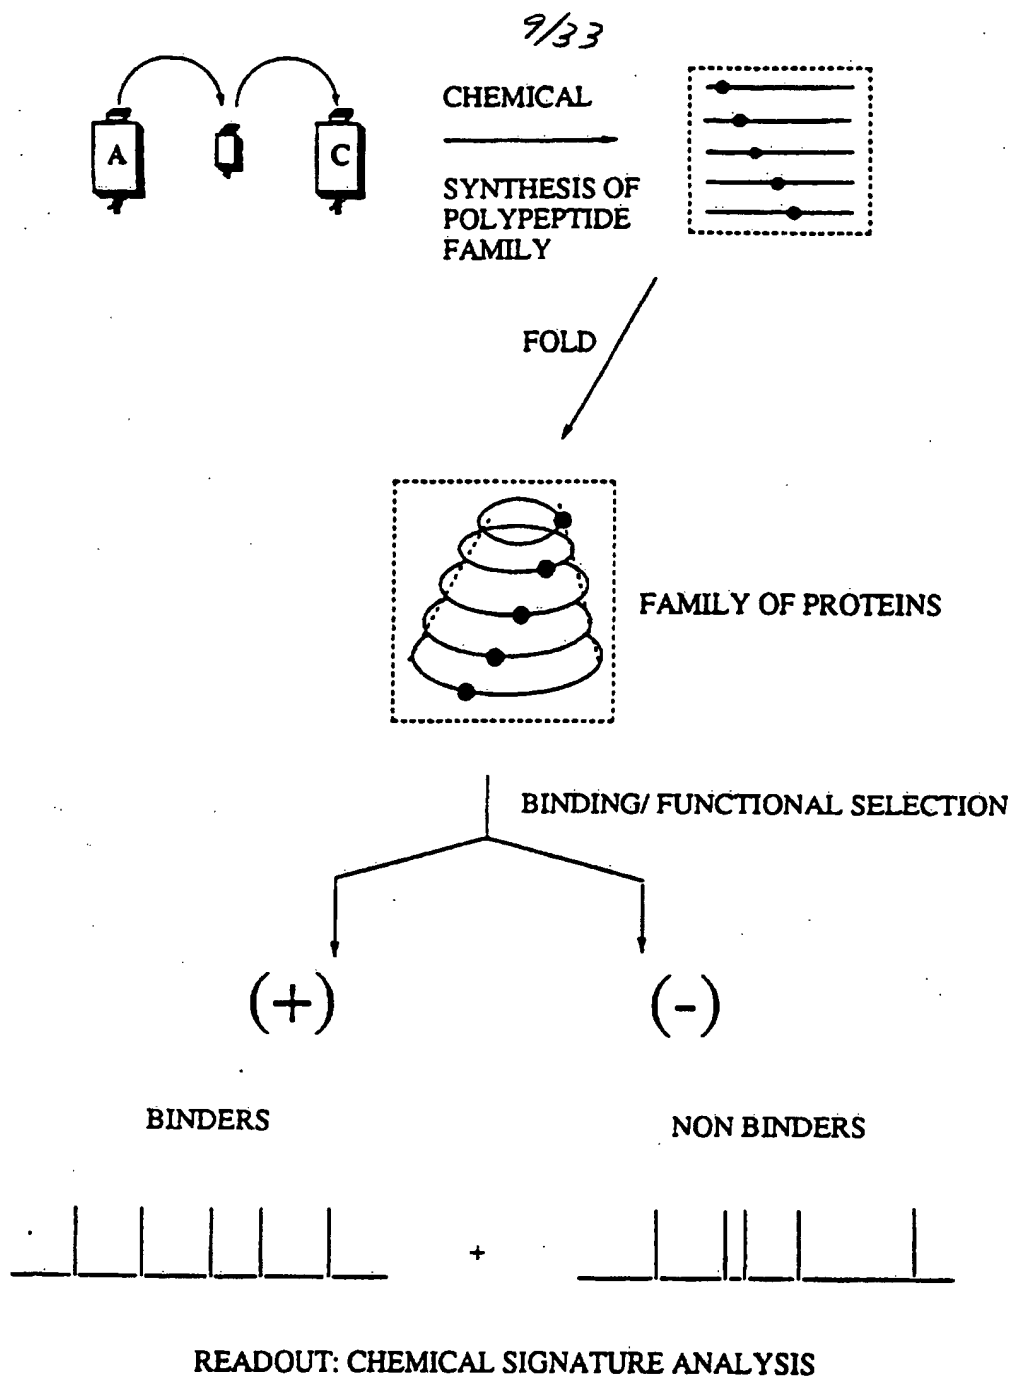 9/33
A
C
CHEMICAL
SYNTHESIS OF
POLYPEPTIDE
FAMILY
FOLD
FAMILY OF PROTEINS
BINDING/ FUNCTIONAL SELECTION
(+)
(-)
BINDERS
NON BINDERS
+
READOUT: CHEMICAL SIGNATURE ANALYSIS